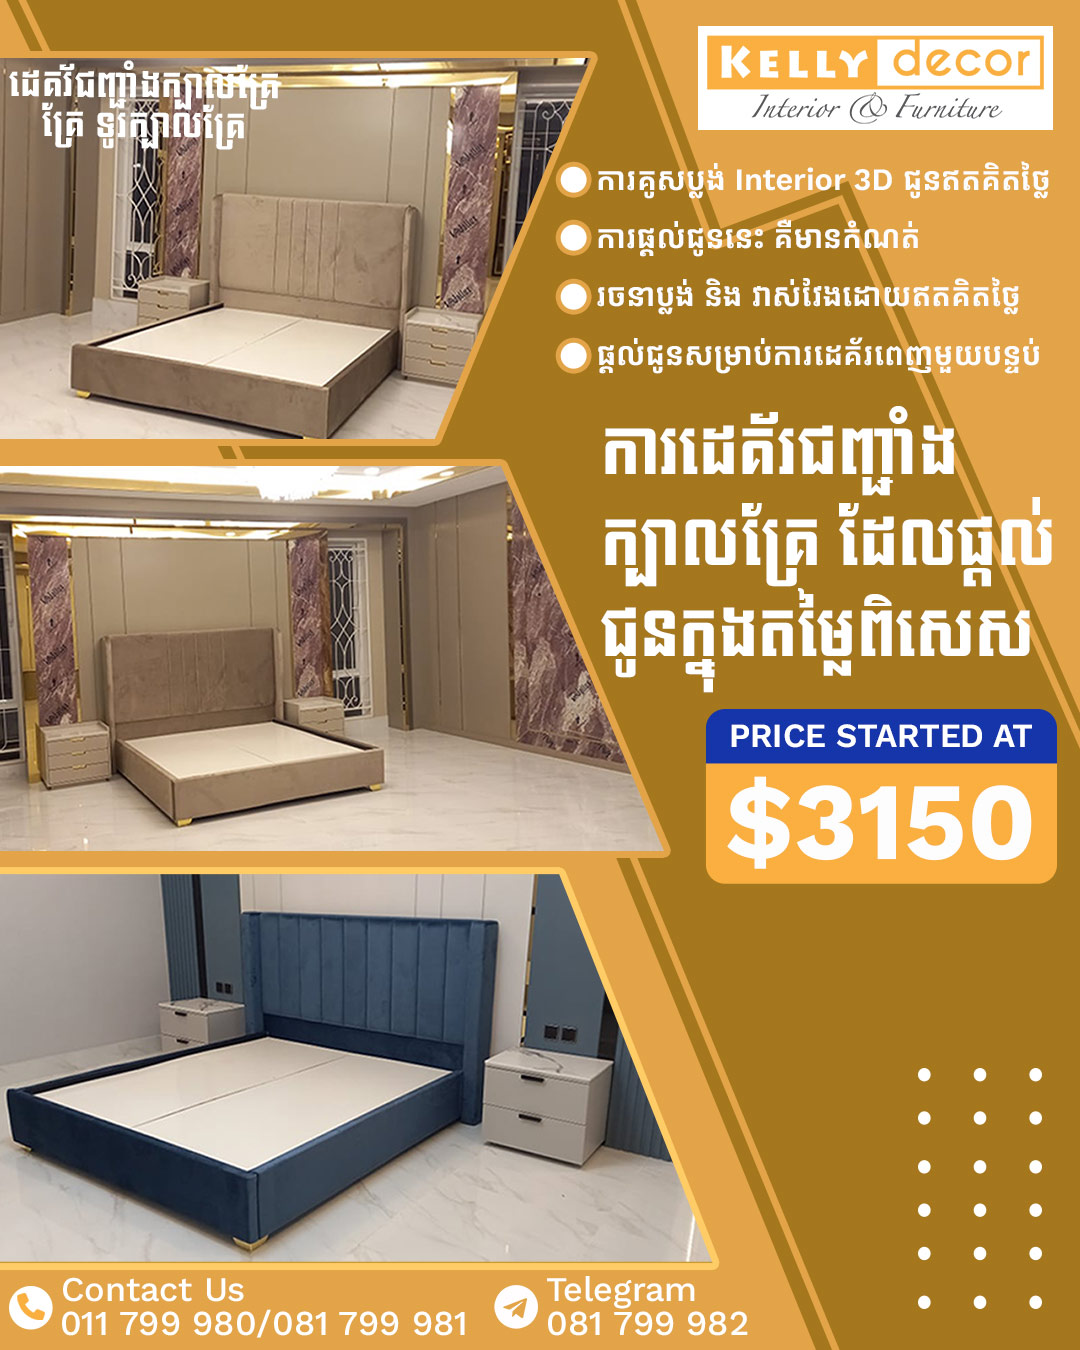 ដេគរ័ជញ្ជាំងក្បាលគ្រែ
គ្រែ ទូរក្បាលគ្រែ
KELLY decor
Interior & Furniture
ការគូសប្លង់ Interior 3D ជូនឥតគិតថ្លៃ
ការផ្តល់ជូននេះ គឺមានកំណត់
រចនាប្លង់ និង វាស់វែងដោយឥតគិតថ្លៃ
ផ្តល់ជូនសម្រាប់ការដេគ័រពេញមួយបន្ទប់
ការដេគ័រជញ្ជាំង
ក្បាលគ្រែ ដែលផ្តល់
ជូនក្នុងតម្លៃពិសេស
PRICE STARTED AT
$3150
Contact Us
011 799 980/081 799 981
Telegram
081 799 982